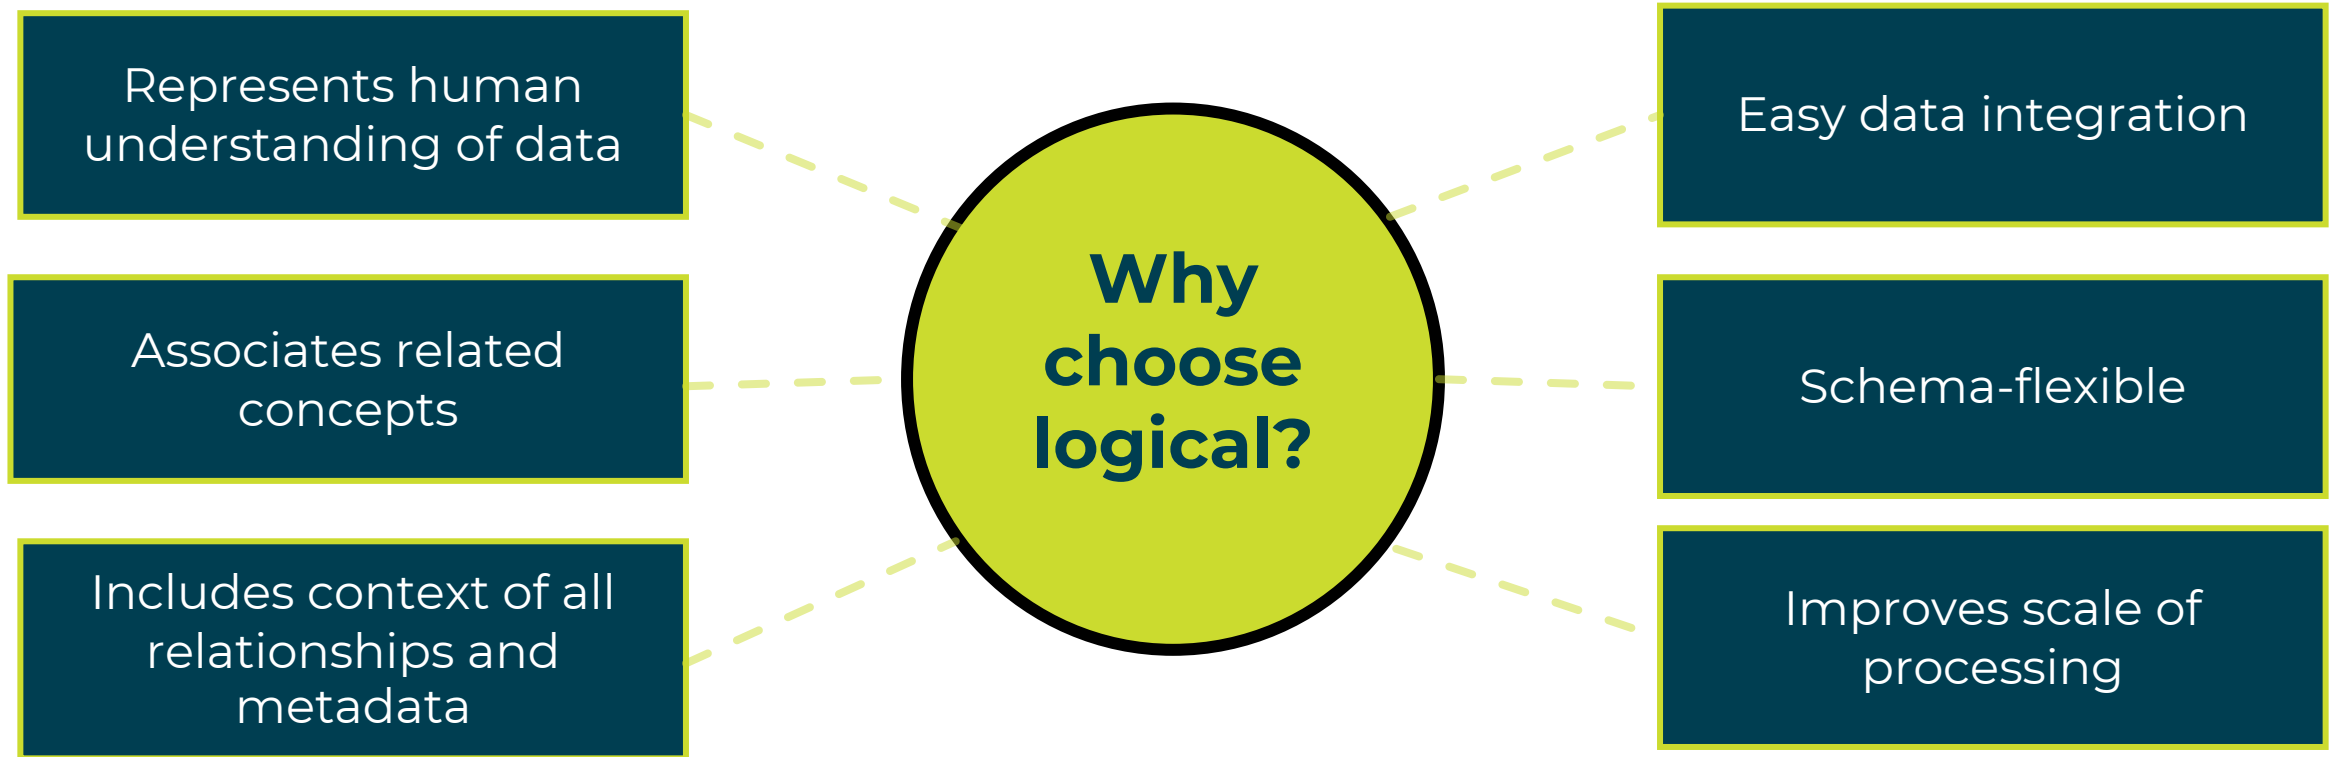 Represents human
understanding of data
Associates related
concepts
Includes context of all
relationships and
metadata
Why
choose
logical?
Easy data integration
Schema-flexible
Improves scale of
processing